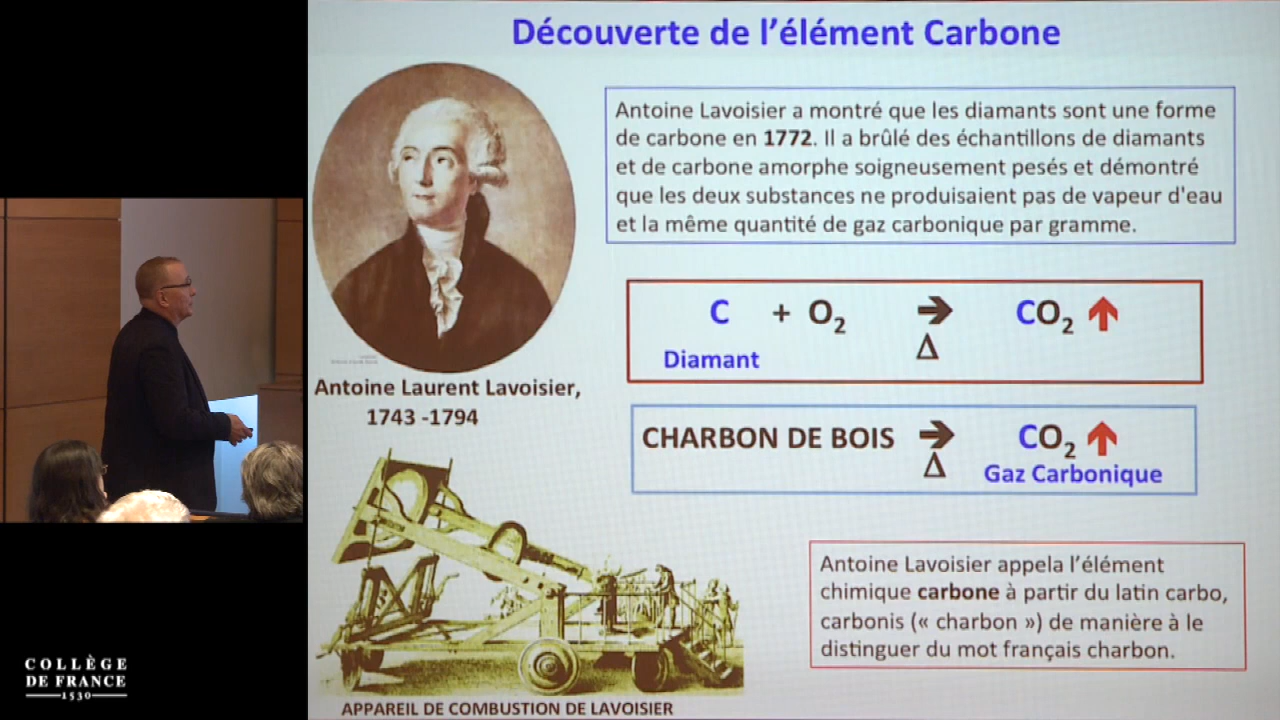 Découverte de l'élément Carbone
Antoine Lavoisier a montré que les diamants sont une forme
de carbone en 1772. Il a brûlé des échantillons de diamants
et de carbone amorphe soigneusement pesés et démontré
que les deux substances ne produisaient pas de vapeur d'eau
et la même quantité de gaz carbonique par gramme.
C + O₂ ➔ CO₂ ↑
Δ
Diamant
Antoine Laurent Lavoisier,
1743 -1794
CHARBON DE BOIS ➔ CO₂ ↑
Δ
Gaz Carbonique
Antoine Lavoisier appela l'élément
chimique carbone à partir du latin carbo,
carbonis (« charbon ») de manière à le
distinguer du mot français charbon.
APPAREIL DE COMBUSTION DE LAVOISIER
COLLÈGE
DE FRANCE
1530